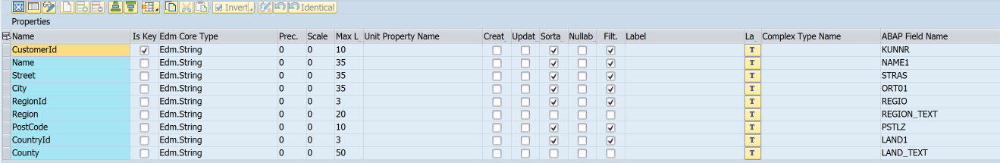 Invert
Identical
Properties
Name Is Key Edm Core Type Prec. Scale Max L Unit Property Name Creat Updat Sorta Nullab Filt. Label La Complex Type Name ABAP Field Name
CustomerId Edm.String 0 0 10 T KUNNR
Name Edm.String 0 0 35 T NAME1
Street Edm.String 0 0 35 T STRAS
City Edm.String 0 0 35 T ORT01
RegionId Edm.String 0 0 3 T REGIO
Region Edm.String 0 0 20 T REGION_TEXT
PostCode Edm.String 0 0 10 T PSTLZ
CountryId Edm.String 0 0 3 T LAND1
County Edm.String 0 0 50 T LAND_TEXT